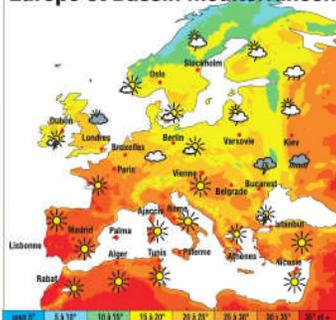 Europe et Bassin méditerranéen
Stockholm
Oslo
Dublin
Londres
Berlin
Varsovie
Kiev
Bruxelles
Paris
Vienne
Bucarest
Belgrade
Ajaccio
Rome
Istanbul
Madrid
Palma
Lisbonne
Alger
Tunis
Palerme
Athènes
Nicosie
Rabat
5 à 10° 10 à 15° 15 à 20° 20 à 25° 25 à 30° 30 à 35°